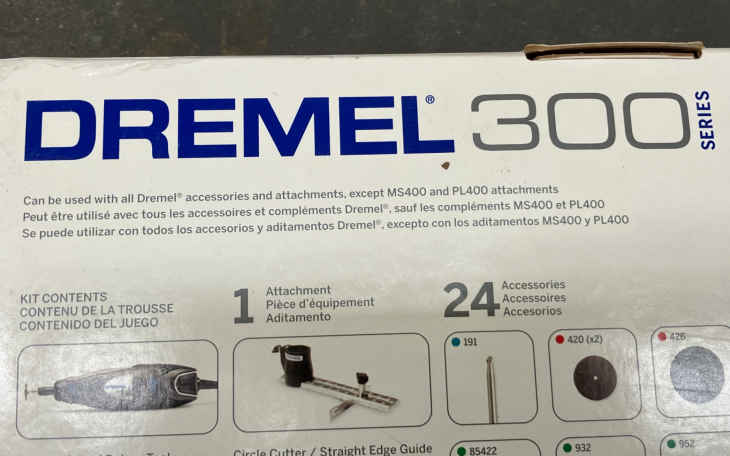 DREMEL® 300 SERIES
Can be used with all Dremel® accessories and attachments, except MS400 and PL400 attachments
Peut être utilisé avec tous les accessoires et compléments Dremel®, sauf les compléments MS400 et PL400
Se puede utilizar con todos los accesorios y aditamentos Dremel®, excepto con los aditamentos MS400 y PL400
KIT CONTENTS
CONTENU DE LA TROUSSE
CONTENIDO DEL JUEGO
1 Attachment
Pièce d'équipement
Aditamento
24 Accessories
Accessoires
Accesorios
191
420 (x2)
426
Circle Cutter / Straight Edge Guide
85422
932
952